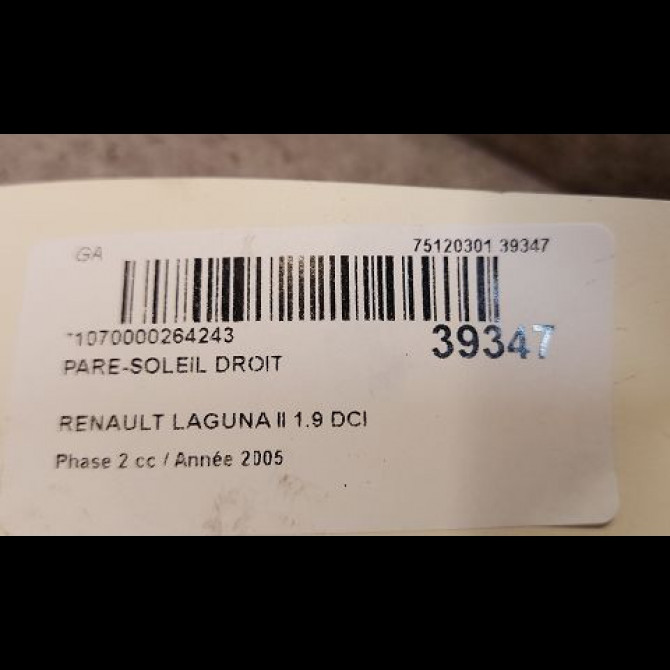 GA 75120301 39347
1070000264243 39347
PARE-SOLEIL DROIT
RENAULT LAGUNA II 1.9 DCI
Phase 2 cc / Année 2005